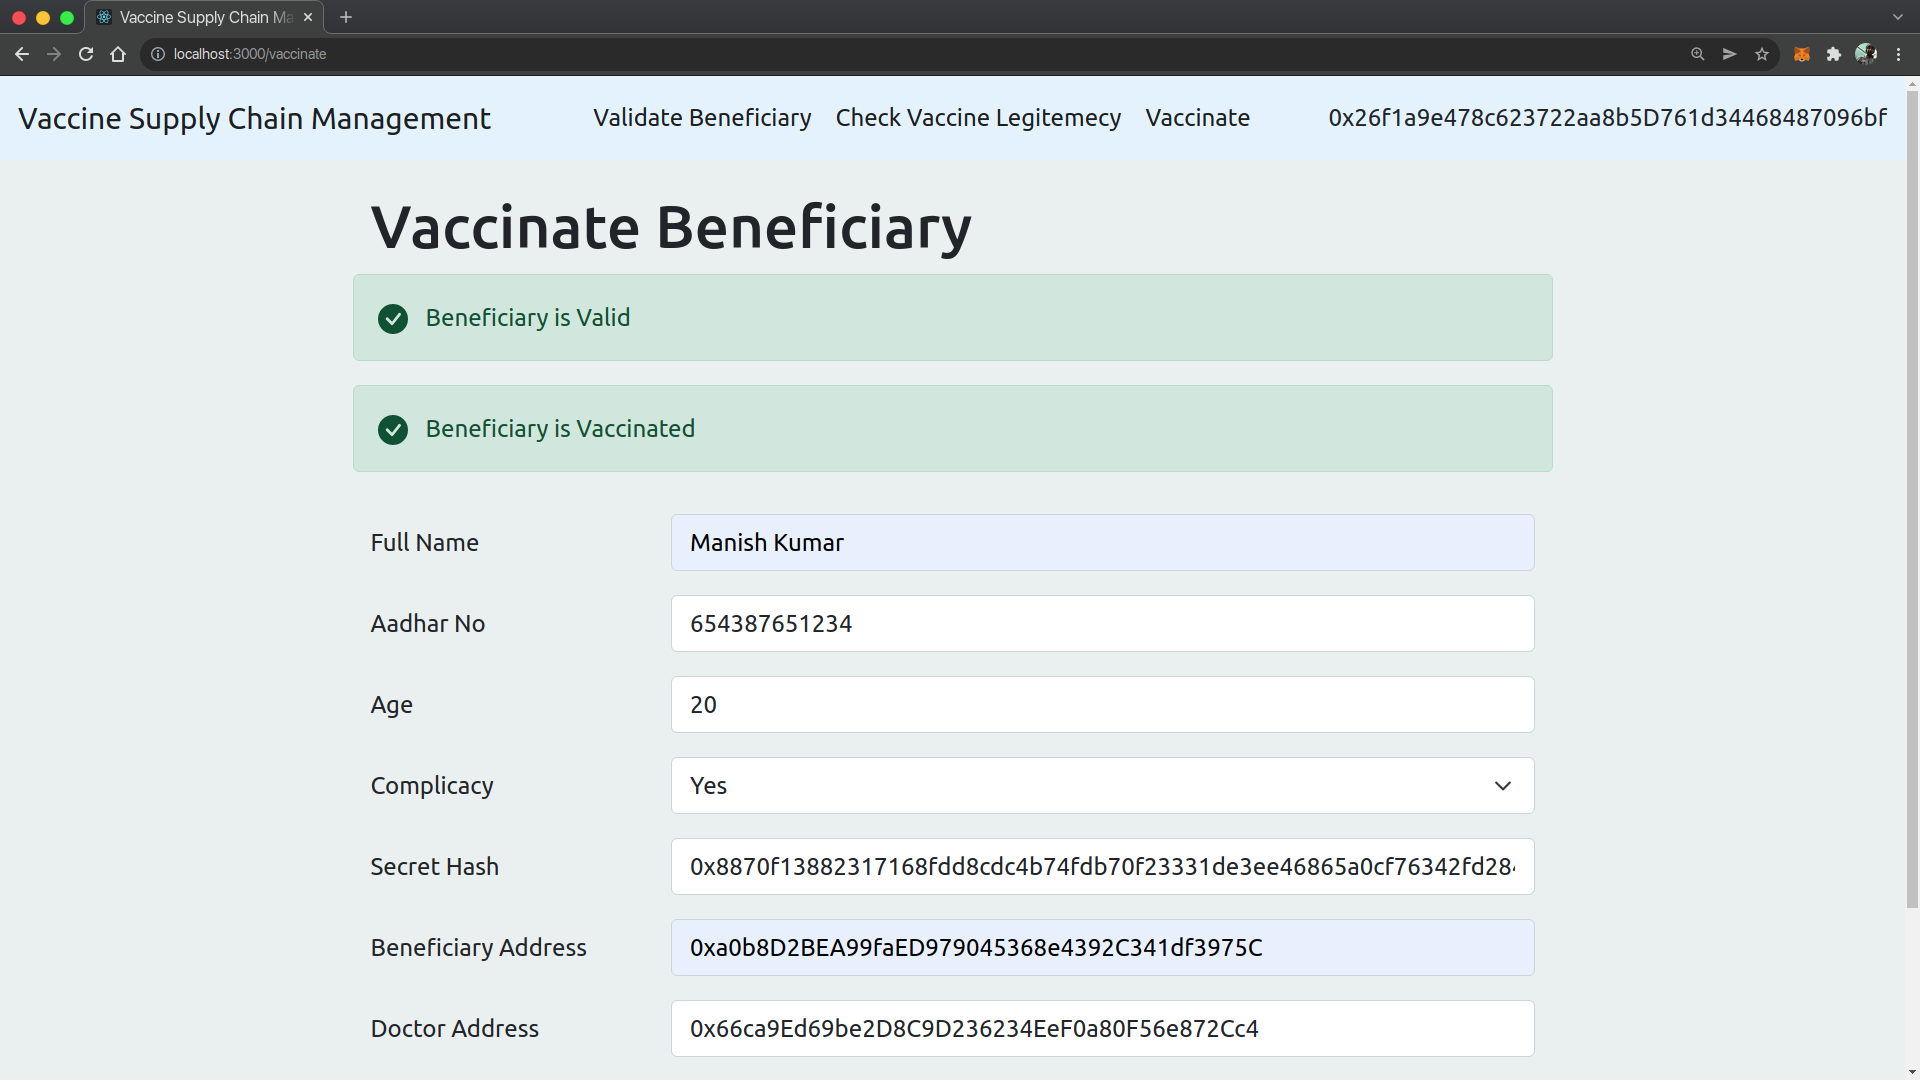 Vaccine Supply Chain Ma
localhost:3000/vaccinate
Vaccine Supply Chain Management
Validate Beneficiary
Check Vaccine Legitemecy
Vaccinate
0x26f1a9e478c623722aa8b5D761d34468487096bf
Vaccinate Beneficiary
Beneficiary is Valid
Beneficiary is Vaccinated
Full Name
Manish Kumar
Aadhar No
654387651234
Age
20
Complicacy
Yes
Secret Hash
0x8870f13882317168fdd8cdc4b74fdb70f23331de3ee46865a0cf76342fd284
Beneficiary Address
0xa0b8D2BEA99faED979045368e4392C341df3975C
Doctor Address
0x66ca9Ed69be2D8C9D236234EeF0a80F56e872Cc4